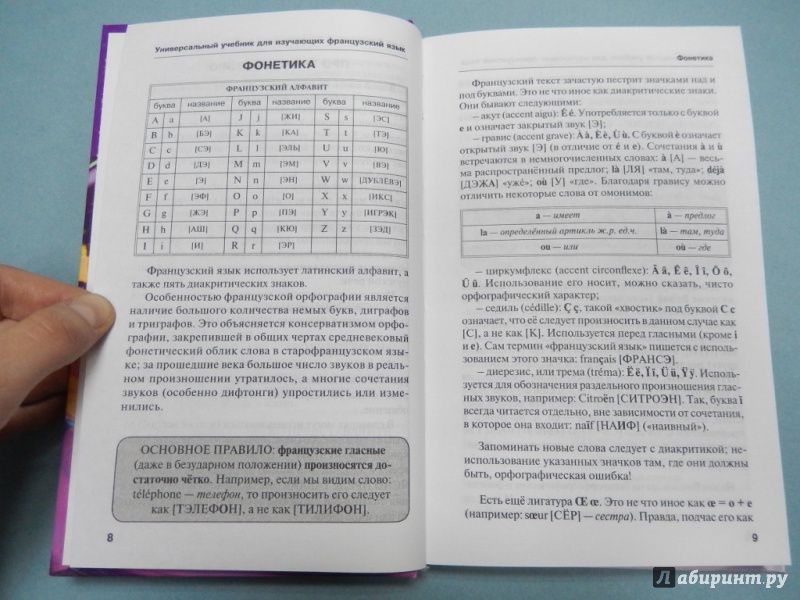 Универсальный учебник для изучающих французский язык
ФОНЕТИКА
ФРАНЦУЗСКИЙ АЛФАВИТ
буква название буква название буква название
A a [А] J j [ЖИ] S s [ЭС]
B b [БЭ] K k [КА] T t [ТЭ]
C c [СЭ] L l [ЭЛЬ] U u [Ю]
D d [ДЭ] M m [ЭМ] V v [ВЭ]
E e [Э] N n [ЭН] W w [ДУБЛЁВЭ]
F f [ЭФ] O o [О] X x [ИКС]
G g [ЖЭ] P p [ПЭ] Y y [ИГРЭК]
H h [АШ] Q q [КЮ] Z z [ЗЭД]
I i [И] R r [ЭР]
Французский язык использует латинский алфавит, а
также пять диакритических знаков.
Особенностью французской орфографии является
наличие большого количества немых букв, диграфов
и триграфов. Это объясняется консерватизмом орфо-
графии, закрепившей в общих чертах средневековый
фонетический облик слова в старофранцузском язы-
ке; за прошедшие века большое число звуков в реаль-
ном произношении утратилось, а многие сочетания
звуков (особенно дифтонги) упростились или изме-
нились.
ОСНОВНОЕ ПРАВИЛО: французские гласные
(даже в безударном положении) произносятся до-
статочно чётко. Например, если мы видим слово:
téléphone — телефон, то произносить его следует
как [ТЭЛЕФОН], а не как [ТИЛИФОН].
8
Фонетика
Французский текст зачастую пестрит значками над и
под буквами. Это не что иное как диакритические знаки.
Они бывают следующими:
— акут (accent aigu): É é. Употребляется только с буквой
e и означает закрытый звук [Э];
— гравис (accent grave): À à, È è, Ù ù. С буквой è означает
открытый звук [Э] (в отличие от é и e). Сочетания à и ù
встречаются в немногочисленных словах: à [А] — весь-
ма распространённый предлог; là [ЛЯ] «там, туда»; déjà
[ДЭЖА] «уже»; où [У] «где». Благодаря гравису можно
отличить некоторые слова от омонимов:
a — имеет à — предлог
la — определённый артикль ж.р. ед.ч. là — там, туда
ou — или où — где
— циркумфлекс (accent circonflexe): Â â, Ê ê, Î î, Ô ô,
Û û. Использование его носит, можно сказать, чисто
орфографический характер;
— седиль (cédille): Ç ç, такой «хвостик» под буквой C c
означает, что её следует произносить в данном случае как
[С], а не как [К]. Используется перед гласными (кроме i
и e). Сам термин «французский язык» пишется с исполь-
зованием этого значка: français [ФРАНСЭ].
— диерезис, или трема (tréma): Ë ë, Ï ï, Ü ü, Ÿ ÿ. Использует-
ся для обозначения раздельного произношения глас-
ных звуков, например: Citroën [СИТРОЭН]. Так, буква ï
всегда читается отдельно, вне зависимости от сочетания,
в которое она входит: naïf [НАИФ] («наивный»).
Запоминать новые слова следует с диакритикой; не-
использование указанных значков там, где они должны
быть, орфографическая ошибка!
Есть ещё лигатура Œ œ. Это не что иное как œ = o + e
(например: sœur [СЁР] — сестра). Правда, подчас его как
9
Лабиринт.ру